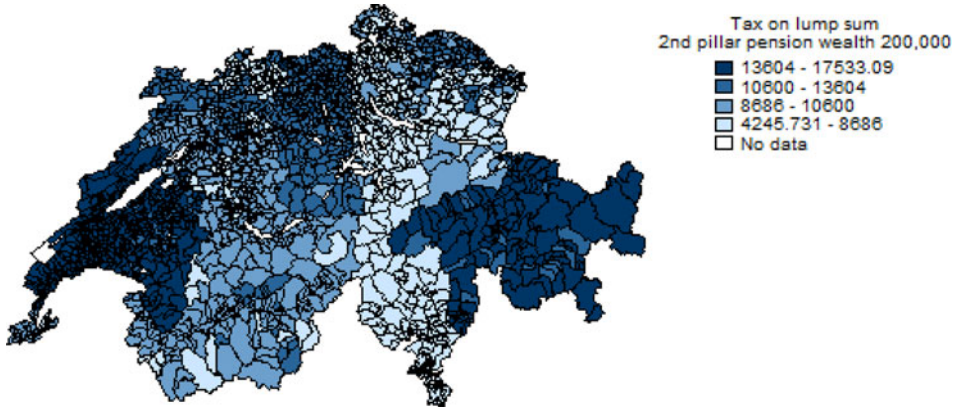 Tax on lump sum
2nd pillar pension wealth 200,000
13604 - 17533.09
10600 - 13604
8686 - 10600
4245.731 - 8686
No data